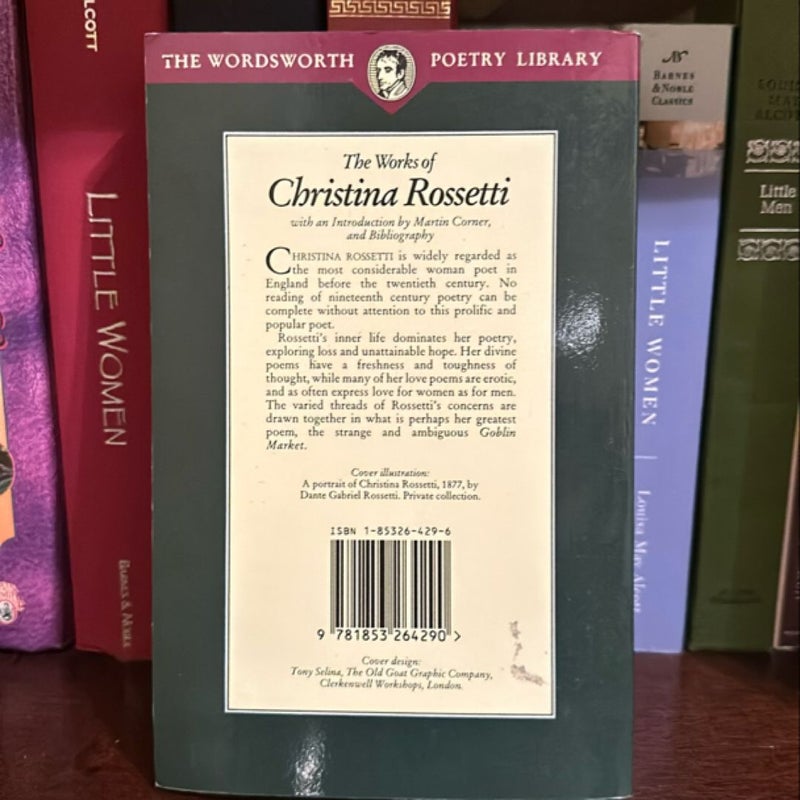 THE WORDSWORTH POETRY LIBRARY
The Works of
Christina Rossetti
with an Introduction by Martin Corner,
and Bibliography
CHRISTINA ROSSETTI is widely regarded as
the most considerable woman poet in
England before the twentieth century. No
reading of nineteenth century poetry can be
complete without attention to this prolific and
popular poet.
Rossetti's inner life dominates her poetry,
exploring loss and unattainable hope. Her divine
poems have a freshness and toughness of
thought, while many of her love poems are erotic,
and as often express love for women as for men.
The varied threads of Rossetti's concerns are
drawn together in what is perhaps her greatest
poem, the strange and ambiguous Goblin
Market.
Cover illustration:
A portrait of Christina Rossetti, 1877, by
Dante Gabriel Rossetti. Private collection.
ISBN 1-85326-429-6
9 781853 264290 >
Cover design:
Tony Selina, The Old Goat Graphic Company,
Clerkenwell Workshops, London.
LCOTT
LITTLE WOMEN
BARNES & NOBLE
BARNES
& NOBLE
CLASSICS
LITTLE WOMEN
Louisa May Alcott
LOUISA
MAY
ALCOTT
Little
Men